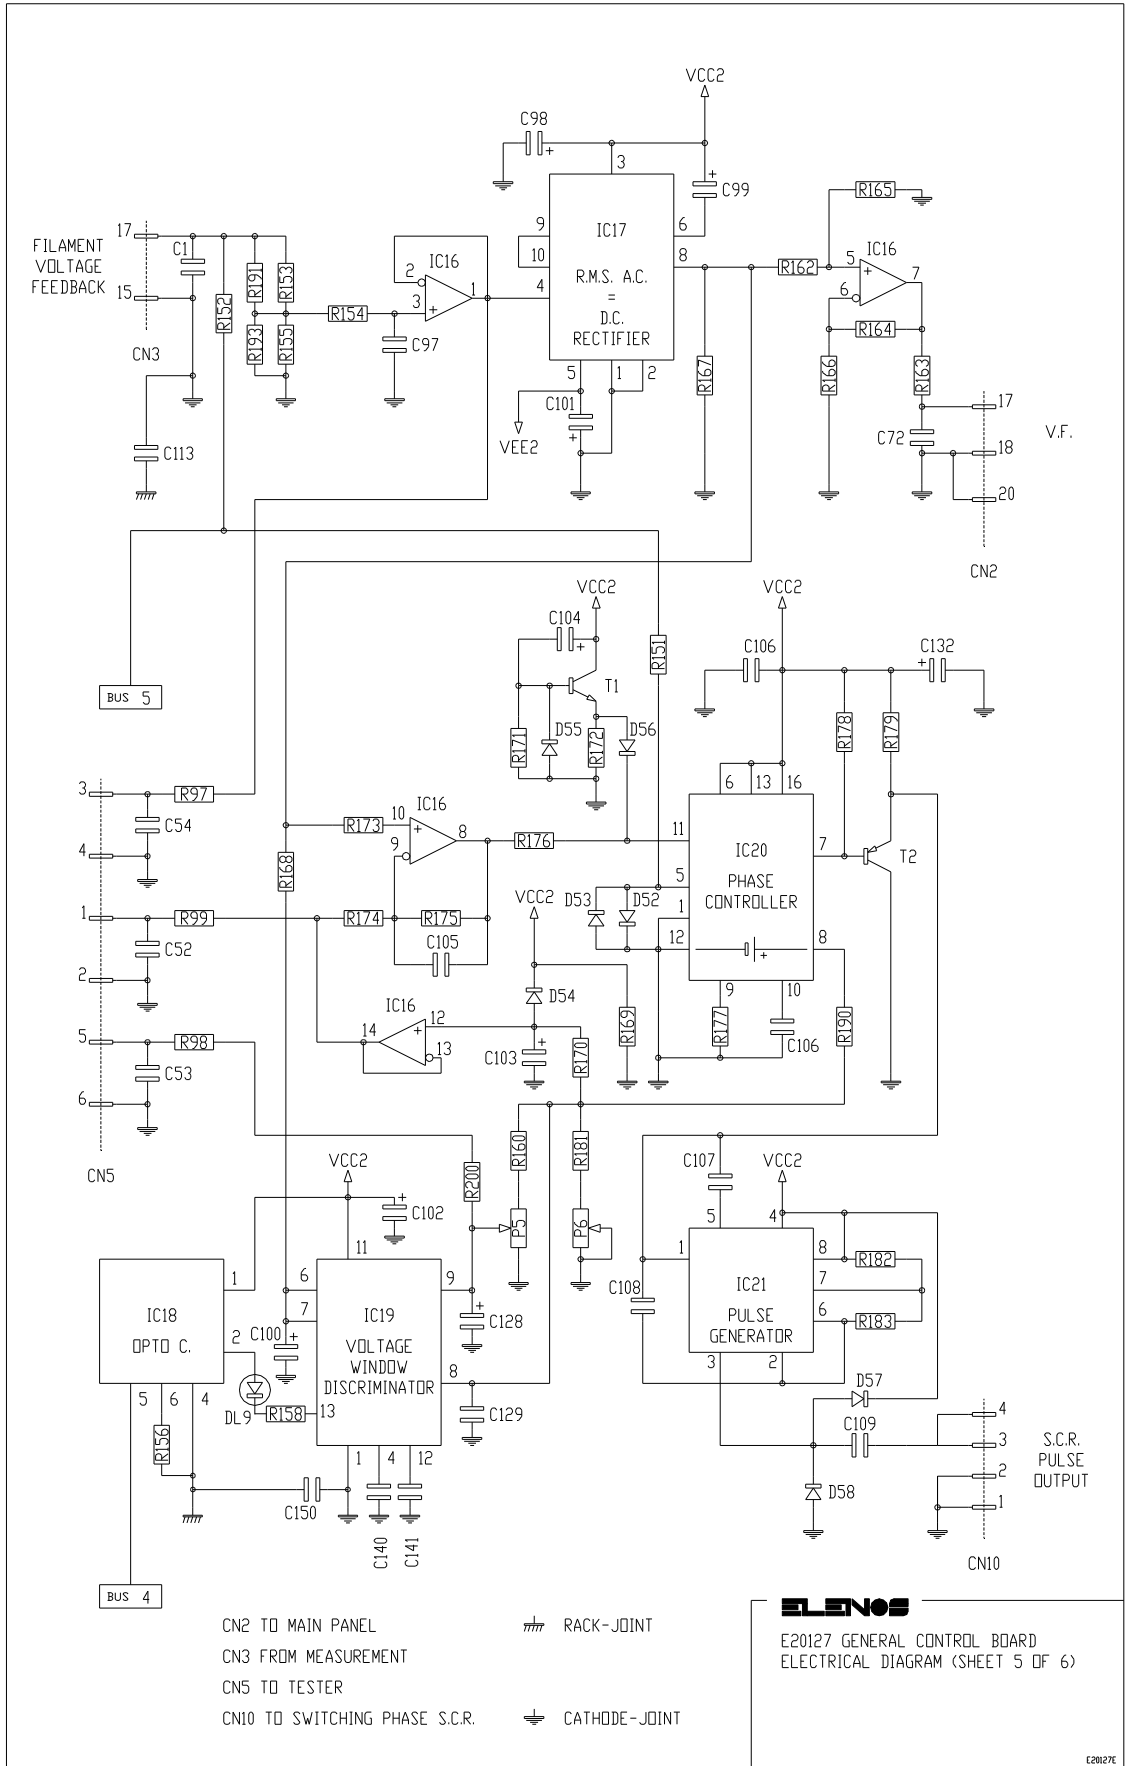 VCC2
C98
3
C99
9
10
4
IC17
R.M.S. A.C.
=
D.C.
RECTIFIER
6
8
5
1
2
C101
VEE2
R165
R162
IC16
5
6
7
R164
R166
R163
R167
C72
17
18
20
V.F.
CN2
FILAMENT
VOLTAGE
FEEDBACK
17
15
CN3
C1
R152
R191
R153
R193
R155
R154
IC16
2
3
1
C97
C113
BUS 5
VCC2
C104
T1
R171
D55
R172
D56
R151
VCC2
C106
C132
R178
R179
6
13
16
11
5
1
12
IC20
PHASE
CONTROLLER
7
8
9
10
T2
R177
C106
R190
3
4
1
2
5
6
CN5
R97
C54
R99
C52
R98
C53
R173
R168
IC16
10
9
8
R174
R175
C105
R176
D53
D52
VCC2
D54
R169
IC16
14
12
13
C103
R170
R160
R181
P5
P6
R200
VCC2
C102
11
6
7
IC19
VOLTAGE
WINDOW
DISCRIMINATOR
9
8
13
1
4
12
C128
C129
C100
IC18
OPTO C.
1
2
5
6
4
DL9
R158
R156
C150
C140
C141
BUS 4
C107
VCC2
5
4
1
IC21
PULSE
GENERATOR
8
7
6
3
2
C108
R182
R183
D57
C109
D58
4
3
2
1
S.C.R.
PULSE
OUTPUT
CN10
CN2 TO MAIN PANEL
CN3 FROM MEASUREMENT
CN5 TO TESTER
CN10 TO SWITCHING PHASE S.C.R.
RACK-JOINT
CATHODE-JOINT
ELENOS
E20127 GENERAL CONTROL BOARD
ELECTRICAL DIAGRAM (SHEET 5 OF 6)
E20127E